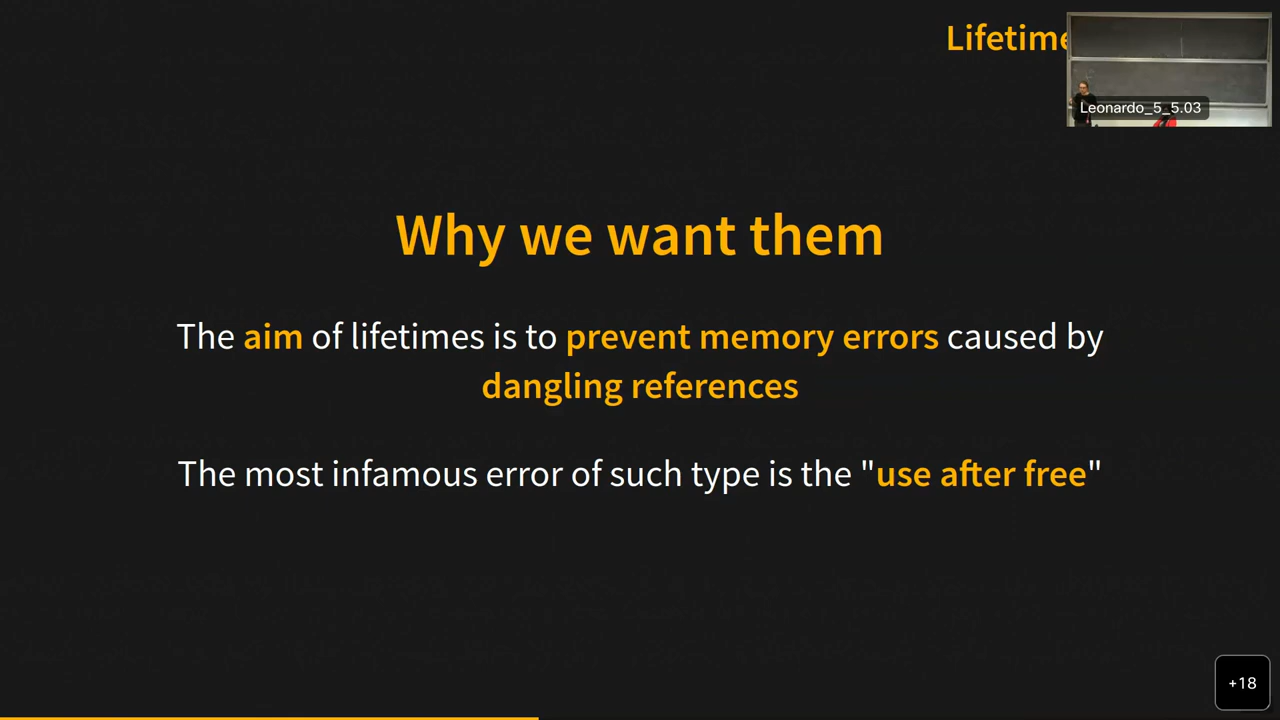 Lifetime
Leonardo_5_5.03
Why we want them
The aim of lifetimes is to prevent memory errors caused by
dangling references
The most infamous error of such type is the "use after free"
+18